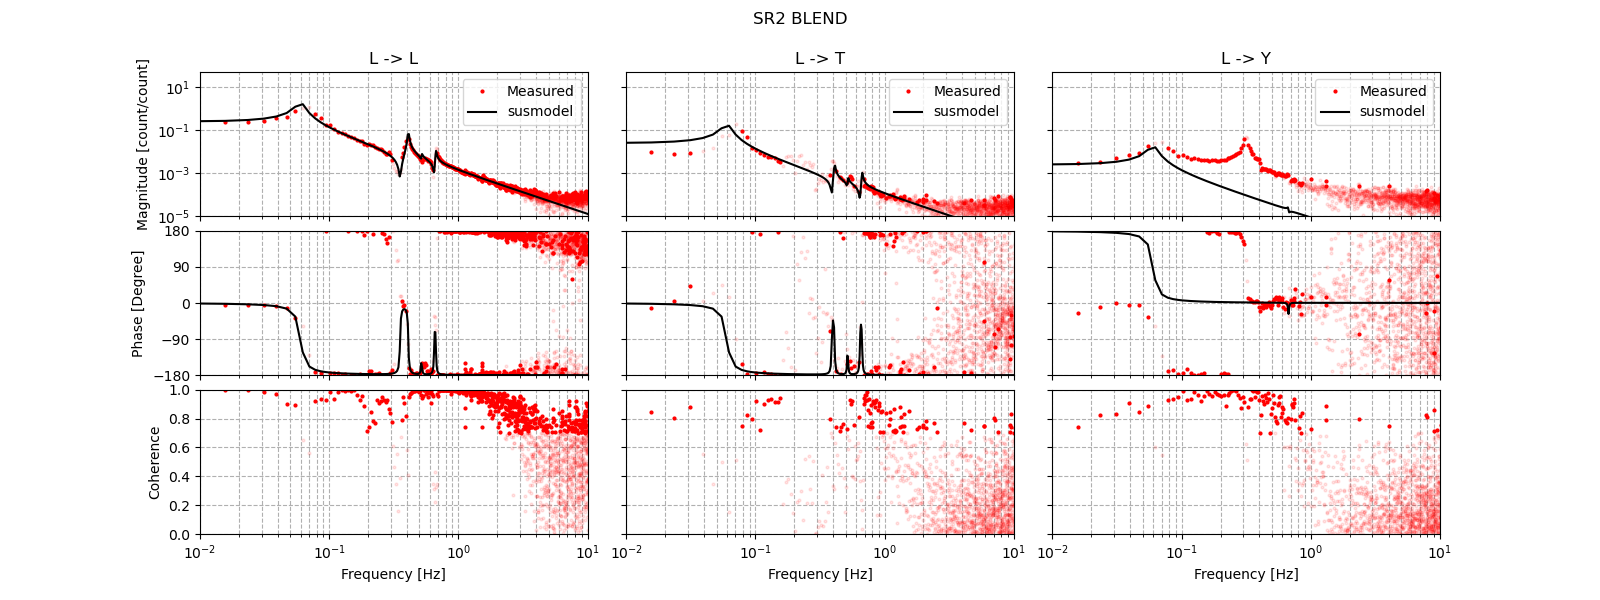 SR2 BLEND
L -> L
L -> T
L -> Y
Magnitude [count/count]
10^1
10^-1
10^-3
10^-5
Measured
susmodel
Measured
susmodel
Measured
susmodel
Phase [Degree]
180
90
0
−90
−180
Coherence
1.0
0.8
0.6
0.4
0.2
0.0
10^-2 10^-1 10^0 10^1
10^-2 10^-1 10^0 10^1
10^-2 10^-1 10^0 10^1
Frequency [Hz]
Frequency [Hz]
Frequency [Hz]